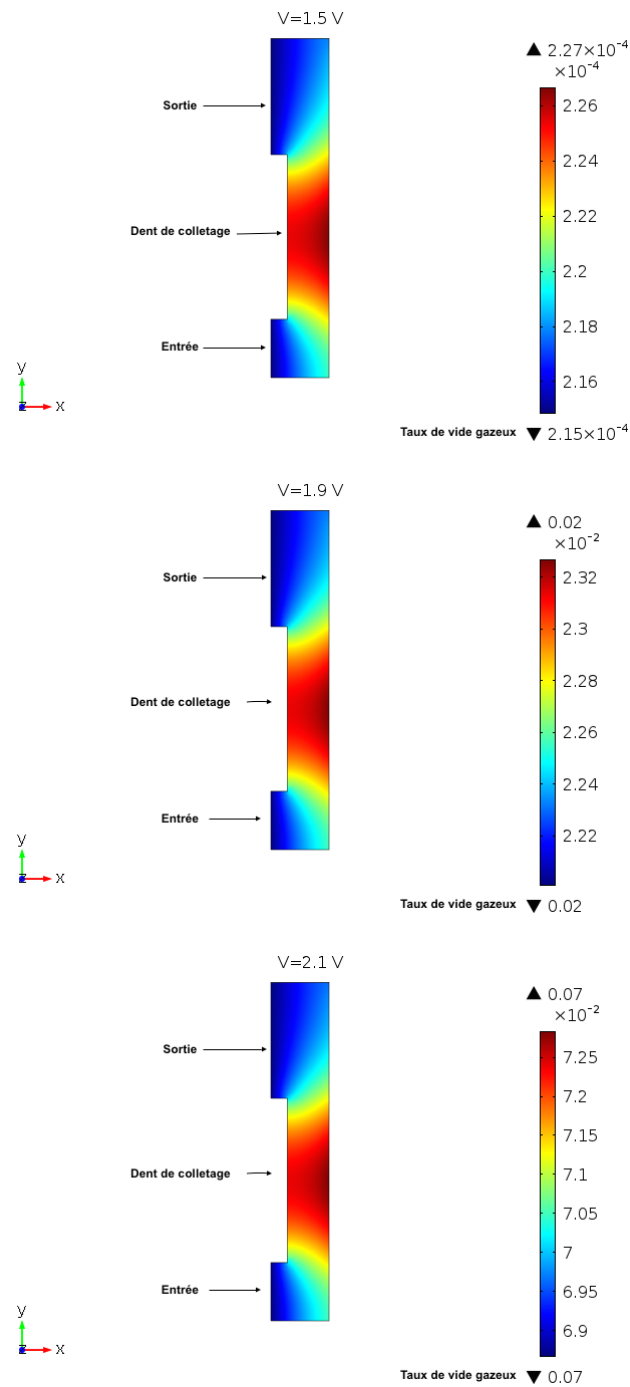 V=1.5 V
▲ 2.27×10⁻⁴
×10⁻⁴
2.26
Sortie
2.24
Dent de colletage
2.22
2.2
2.18
Entrée
2.16
y
z x
Taux de vide gazeux ▼ 2.15×10⁻⁴
V=1.9 V
▲ 0.02
×10⁻²
2.32
Sortie
2.3
2.28
Dent de colletage
2.26
2.24
Entrée
2.22
y
z x
Taux de vide gazeux ▼ 0.02
V=2.1 V
▲ 0.07
×10⁻²
7.25
Sortie
7.2
7.15
Dent de colletage
7.1
7.05
7
Entrée
6.95
6.9
y
z x
Taux de vide gazeux ▼ 0.07